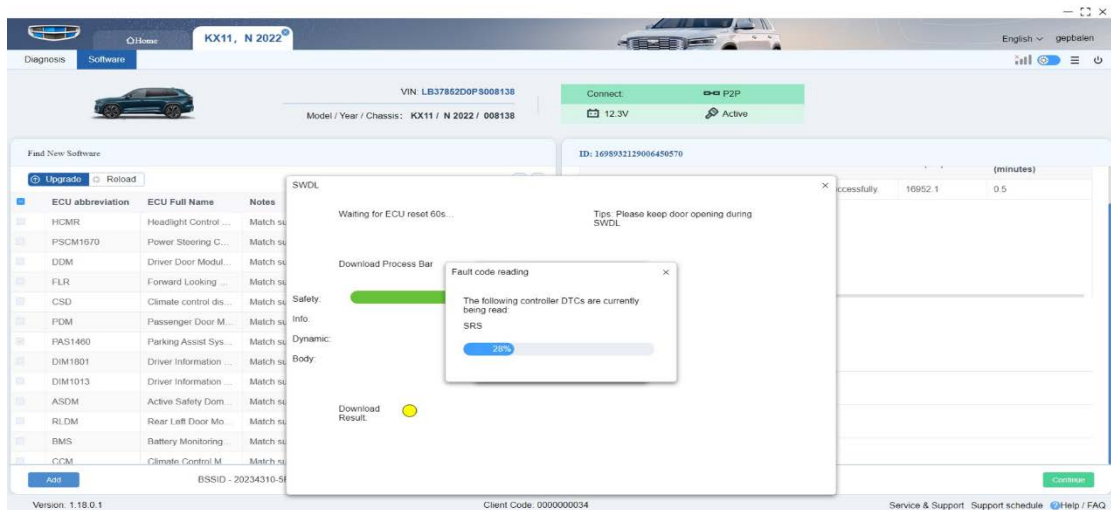 Home
KX11, N 2022
English
gepbalen
Diagnosis
Software
VIN: LB37852D0PS008138
Model / Year / Chassis: KX11 / N 2022 / 008138
Connect:
P2P
12.3V
Active
Find New Software
ID: 1698932129006450570
Upgrade
Reload
(minutes)
ccessfully.
16952.1
0.5
ECU abbreviation
ECU Full Name
Notes
HCMR
Headlight Control ...
Match su
PSCM1670
Power Steering C...
Match su
DDM
Driver Door Modul...
Match su
FLR
Forward Looking ...
Match su
CSD
Climate control dis...
Match su
PDM
Passenger Door M...
Match su
PAS1460
Parking Assist Sys...
Match su
DIM1801
Driver Information ...
Match su
DIM1013
Driver Information ...
Match su
ASDM
Active Safety Dom...
Match su
RLDM
Rear Left Door Mo...
Match su
BMS
Battery Monitoring...
Match su
CCM
Climate Control M
Match su
SWDL
Waiting for ECU reset 60s...
Tips: Please keep door opening during
SWDL
Download Process Bar
Safety:
Info:
Dynamic:
Body:
Fault code reading
The following controller DTCs are currently
being read:
SRS
28%
Download
Result:
Add
BSSID - 20234310-5
Continue
Version: 1.18.0.1
Client Code: 0000000034
Service & Support
Support schedule
Help / FAQ